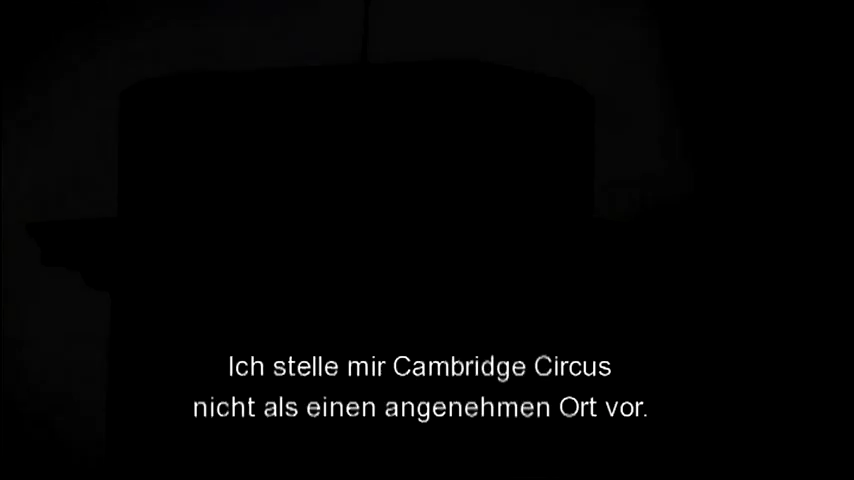 Ich stelle mir Cambridge Circus
nicht als einen angenehmen Ort vor.